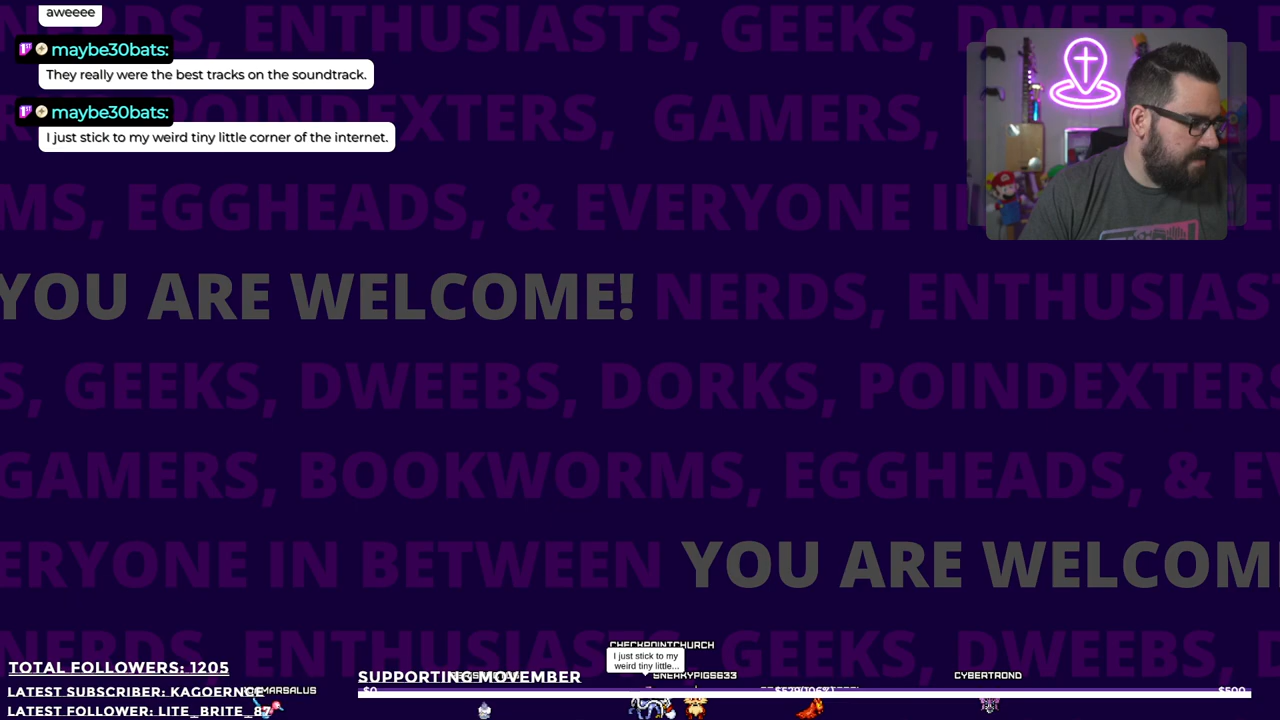 aweeee
maybe30bats:
They really were the best tracks on the soundtrack.
maybe30bats:
I just stick to my weird tiny little corner of the internet.
NERDS, ENTHUSIASTS, GEEKS, DWEEBS, D
POINDEXTERS, GAMERS,
MS, EGGHEADS, & EVERYONE
YOU ARE WELCOME! NERDS, ENTHUSIAST
S, GEEKS, DWEEBS, DORKS, POINDEXTERS
GAMERS, BOOKWORMS, EGGHEADS, & EV
ERYONE IN BETWEEN YOU ARE WELCOM
NERDS, ENTHUSIASTS, GEEKS, DWEEBS, D
CHECKPOINTCHURCH
I just stick to my
weird tiny little...
TOTAL FOLLOWERS: 1205
SUPPORTING MOVEMBER
SNEAKYPIGS633
CYBERTROND
LATEST SUBSCRIBER: KAGOERNCE
$0
$529(106%)
$500
LATEST FOLLOWER: LITE_BRITE_87